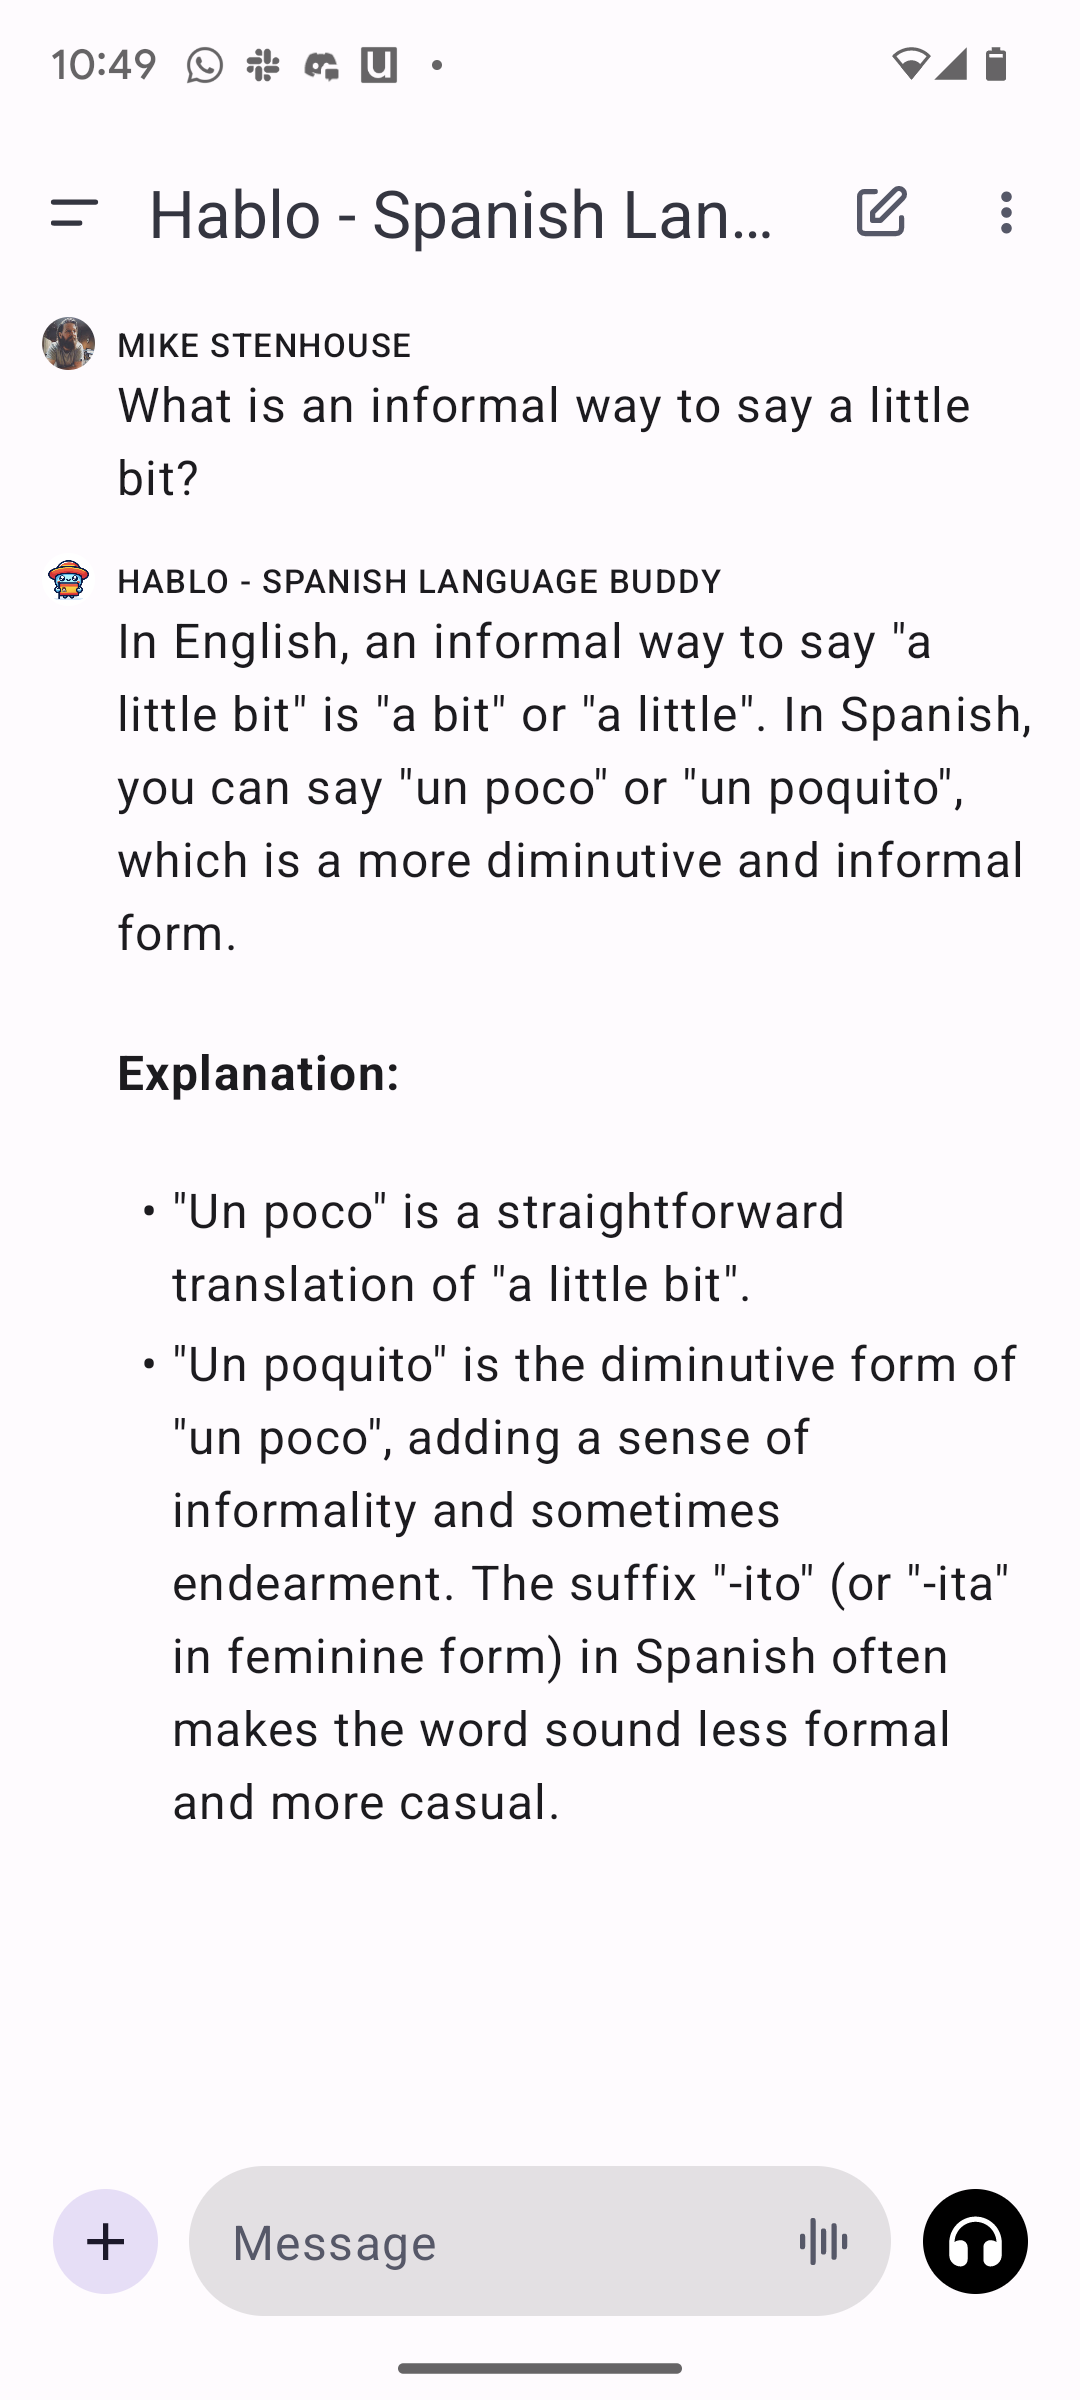 10:49
Hablo - Spanish Lan...
MIKE STENHOUSE
What is an informal way to say a little
bit?
HABLO - SPANISH LANGUAGE BUDDY
In English, an informal way to say "a
little bit" is "a bit" or "a little". In Spanish,
you can say "un poco" or "un poquito",
which is a more diminutive and informal
form.
Explanation:
• "Un poco" is a straightforward
translation of "a little bit".
• "Un poquito" is the diminutive form of
"un poco", adding a sense of
informality and sometimes
endearment. The suffix "-ito" (or "-ita"
in feminine form) in Spanish often
makes the word sound less formal
and more casual.
Message